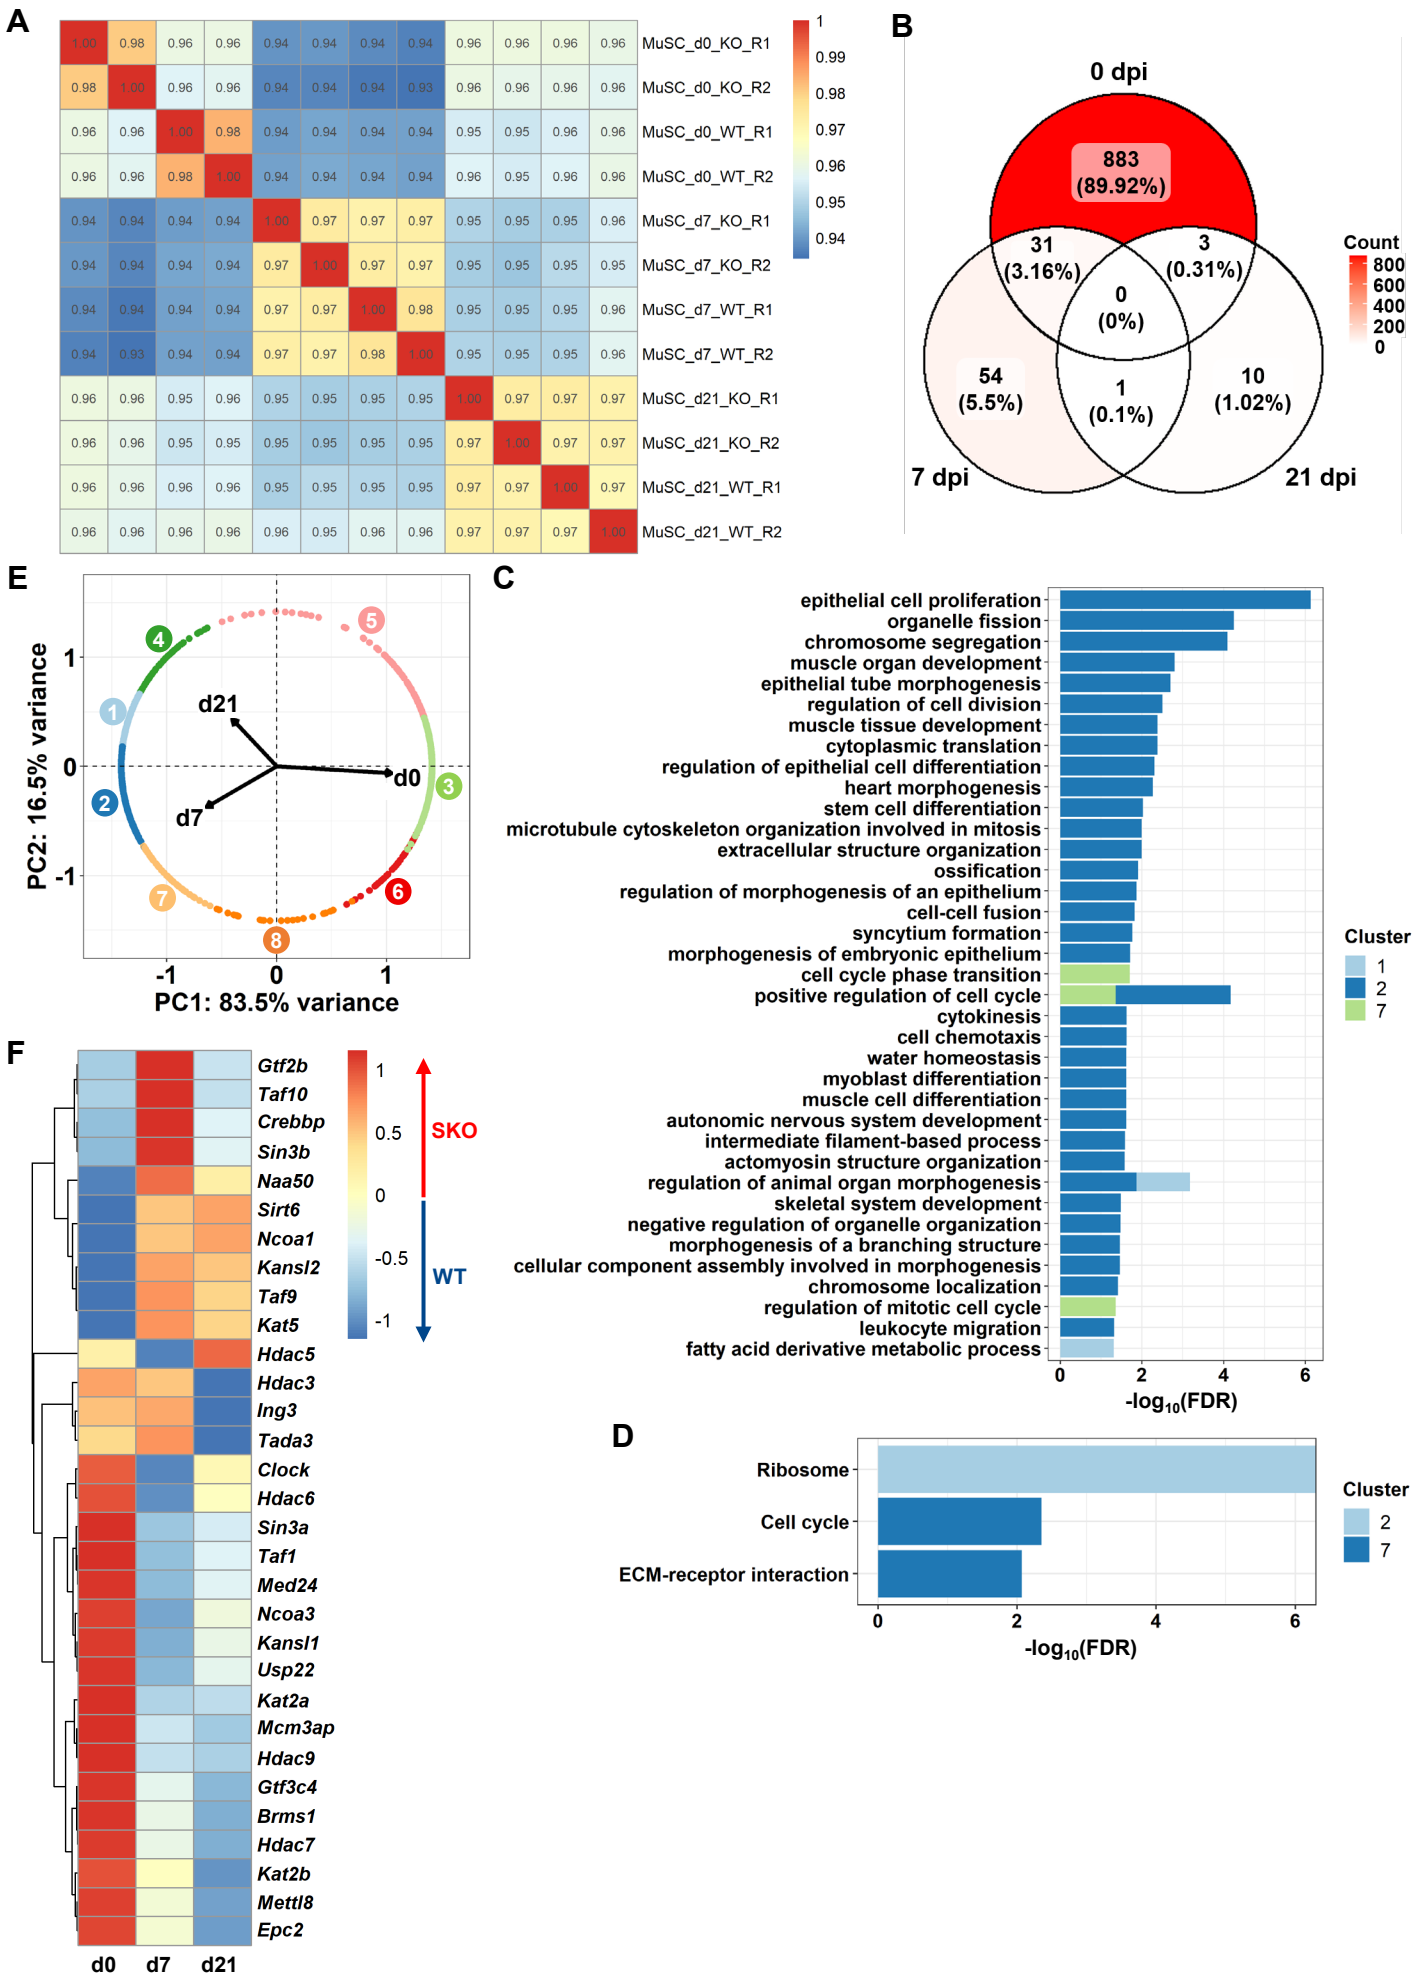 A
1.00 0.98 0.96 0.96 0.94 0.94 0.94 0.94 0.96 0.96 0.96 0.96 MuSC_d0_KO_R1
0.98 1.00 0.96 0.96 0.94 0.94 0.94 0.93 0.96 0.96 0.96 0.96 MuSC_d0_KO_R2
0.96 0.96 1.00 0.98 0.94 0.94 0.94 0.94 0.95 0.95 0.96 0.96 MuSC_d0_WT_R1
0.96 0.96 0.98 1.00 0.94 0.94 0.94 0.94 0.96 0.95 0.96 0.96 MuSC_d0_WT_R2
0.94 0.94 0.94 0.94 1.00 0.97 0.97 0.97 0.95 0.95 0.95 0.96 MuSC_d7_KO_R1
0.94 0.94 0.94 0.94 0.97 1.00 0.97 0.97 0.95 0.95 0.95 0.95 MuSC_d7_KO_R2
0.94 0.94 0.94 0.94 0.97 0.97 1.00 0.98 0.95 0.95 0.95 0.96 MuSC_d7_WT_R1
0.94 0.93 0.94 0.94 0.97 0.97 0.98 1.00 0.95 0.95 0.95 0.96 MuSC_d7_WT_R2
0.96 0.96 0.95 0.96 0.95 0.95 0.95 0.95 1.00 0.97 0.97 0.97 MuSC_d21_KO_R1
0.96 0.96 0.95 0.95 0.95 0.95 0.95 0.95 0.97 1.00 0.97 0.97 MuSC_d21_KO_R2
0.96 0.96 0.96 0.96 0.95 0.95 0.95 0.95 0.97 0.97 1.00 0.97 MuSC_d21_WT_R1
0.96 0.96 0.96 0.96 0.96 0.95 0.96 0.96 0.97 0.97 0.97 1.00 MuSC_d21_WT_R2
1
0.99
0.98
0.97
0.96
0.95
0.94
B
0 dpi
883
(89.92%)
31
(3.16%)
3
(0.31%)
0
(0%)
54
(5.5%)
1
(0.1%)
10
(1.02%)
7 dpi
21 dpi
Count
800
600
400
200
0
E
PC2: 16.5% variance
1
0
-1
4
5
1
2
3
7
6
8
d21
d0
d7
-1 0 1
PC1: 83.5% variance
C
epithelial cell proliferation
organelle fission
chromosome segregation
muscle organ development
epithelial tube morphogenesis
regulation of cell division
muscle tissue development
cytoplasmic translation
regulation of epithelial cell differentiation
heart morphogenesis
stem cell differentiation
microtubule cytoskeleton organization involved in mitosis
extracellular structure organization
ossification
regulation of morphogenesis of an epithelium
cell-cell fusion
syncytium formation
morphogenesis of embryonic epithelium
cell cycle phase transition
positive regulation of cell cycle
cytokinesis
cell chemotaxis
water homeostasis
myoblast differentiation
muscle cell differentiation
autonomic nervous system development
intermediate filament-based process
actomyosin structure organization
regulation of animal organ morphogenesis
skeletal system development
negative regulation of organelle organization
morphogenesis of a branching structure
cellular component assembly involved in morphogenesis
chromosome localization
regulation of mitotic cell cycle
leukocyte migration
fatty acid derivative metabolic process
0 2 4 6
-log10(FDR)
Cluster
1
2
7
D
Ribosome
Cell cycle
ECM-receptor interaction
0 2 4 6
-log10(FDR)
Cluster
2
7
F
Gtf2b
Taf10
Crebbp
Sin3b
Naa50
Sirt6
Ncoa1
Kansl2
Taf9
Kat5
Hdac5
Hdac3
Ing3
Tada3
Clock
Hdac6
Sin3a
Taf1
Med24
Ncoa3
Kansl1
Usp22
Kat2a
Mcm3ap
Hdac9
Gtf3c4
Brms1
Hdac7
Kat2b
Mettl8
Epc2
d0 d7 d21
1
0.5
0
-0.5
-1
SKO
WT